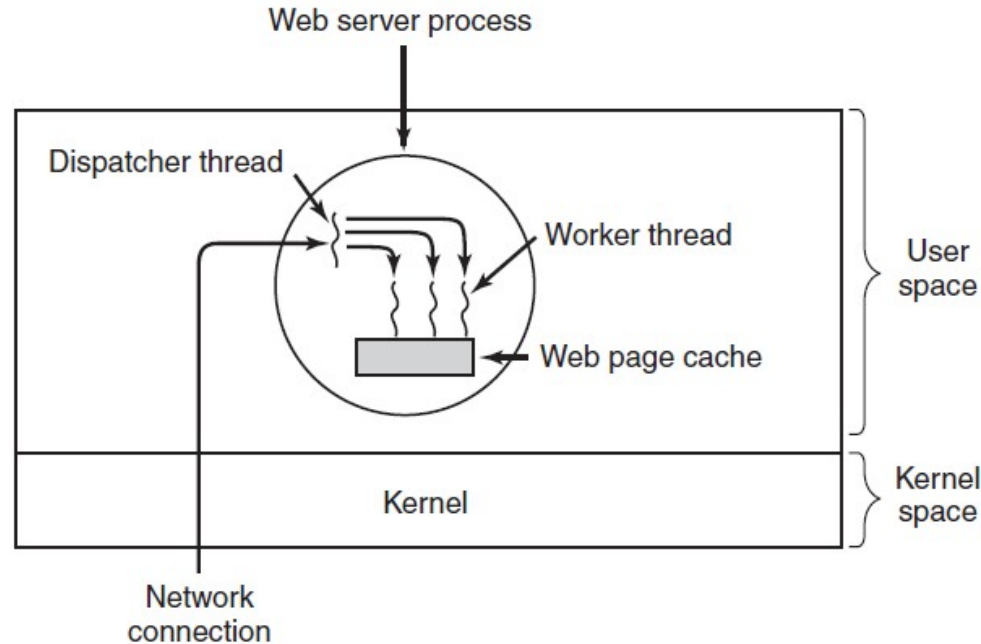 Web server process
Dispatcher thread
Worker thread
User
space
Web page cache
Kernel
Kernel
space
Network
connection